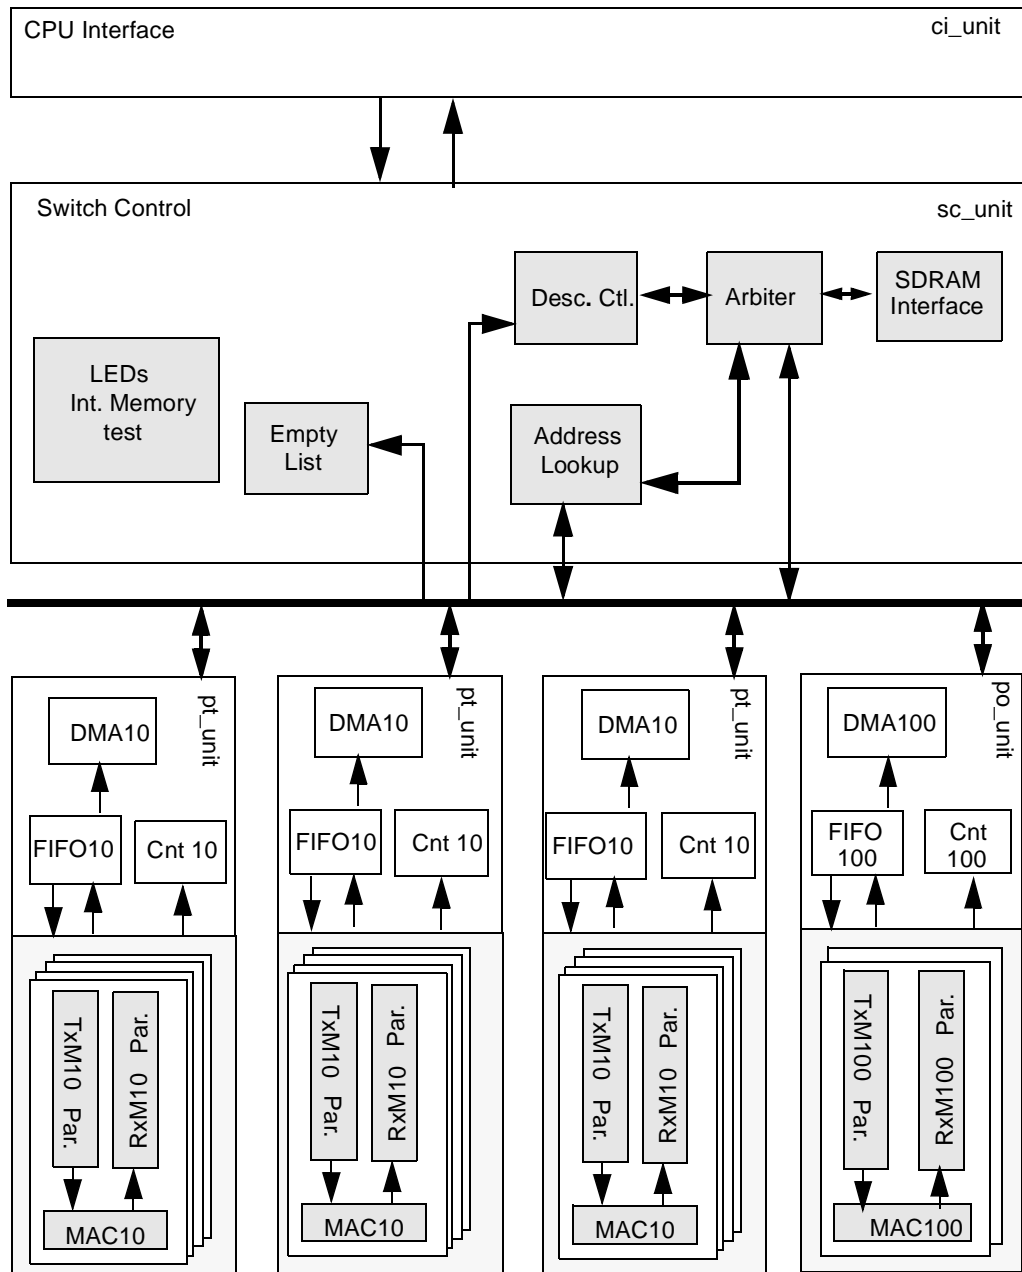 CPU Interface
ci_unit
Switch Control
sc_unit
Desc. Ctl.
Arbiter
SDRAM
Interface
LEDs
Int. Memory
test
Empty
List
Address
Lookup
pt_unit
DMA10
FIFO10
Cnt 10
TxM10 Par.
RxM10 Par.
MAC10
pt_unit
DMA10
FIFO10
Cnt 10
TxM10 Par.
RxM10 Par.
MAC10
pt_unit
DMA10
FIFO10
Cnt 10
TxM10 Par.
RxM10 Par.
MAC10
po_unit
DMA100
FIFO
100
Cnt
100
TxM100 Par.
RxM100 Par.
MAC100